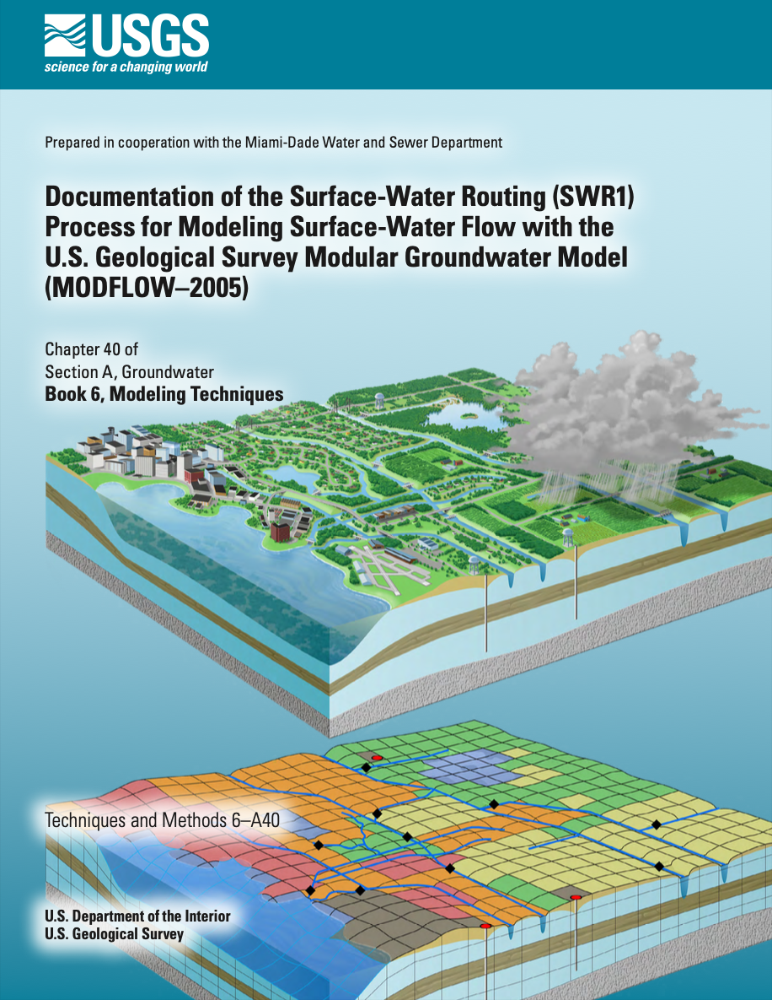 USGS
science for a changing world
Prepared in cooperation with the Miami-Dade Water and Sewer Department
Documentation of the Surface-Water Routing (SWR1)
Process for Modeling Surface-Water Flow with the
U.S. Geological Survey Modular Groundwater Model
(MODFLOW–2005)
Chapter 40 of
Section A, Groundwater
Book 6, Modeling Techniques
Techniques and Methods 6–A40
U.S. Department of the Interior
U.S. Geological Survey